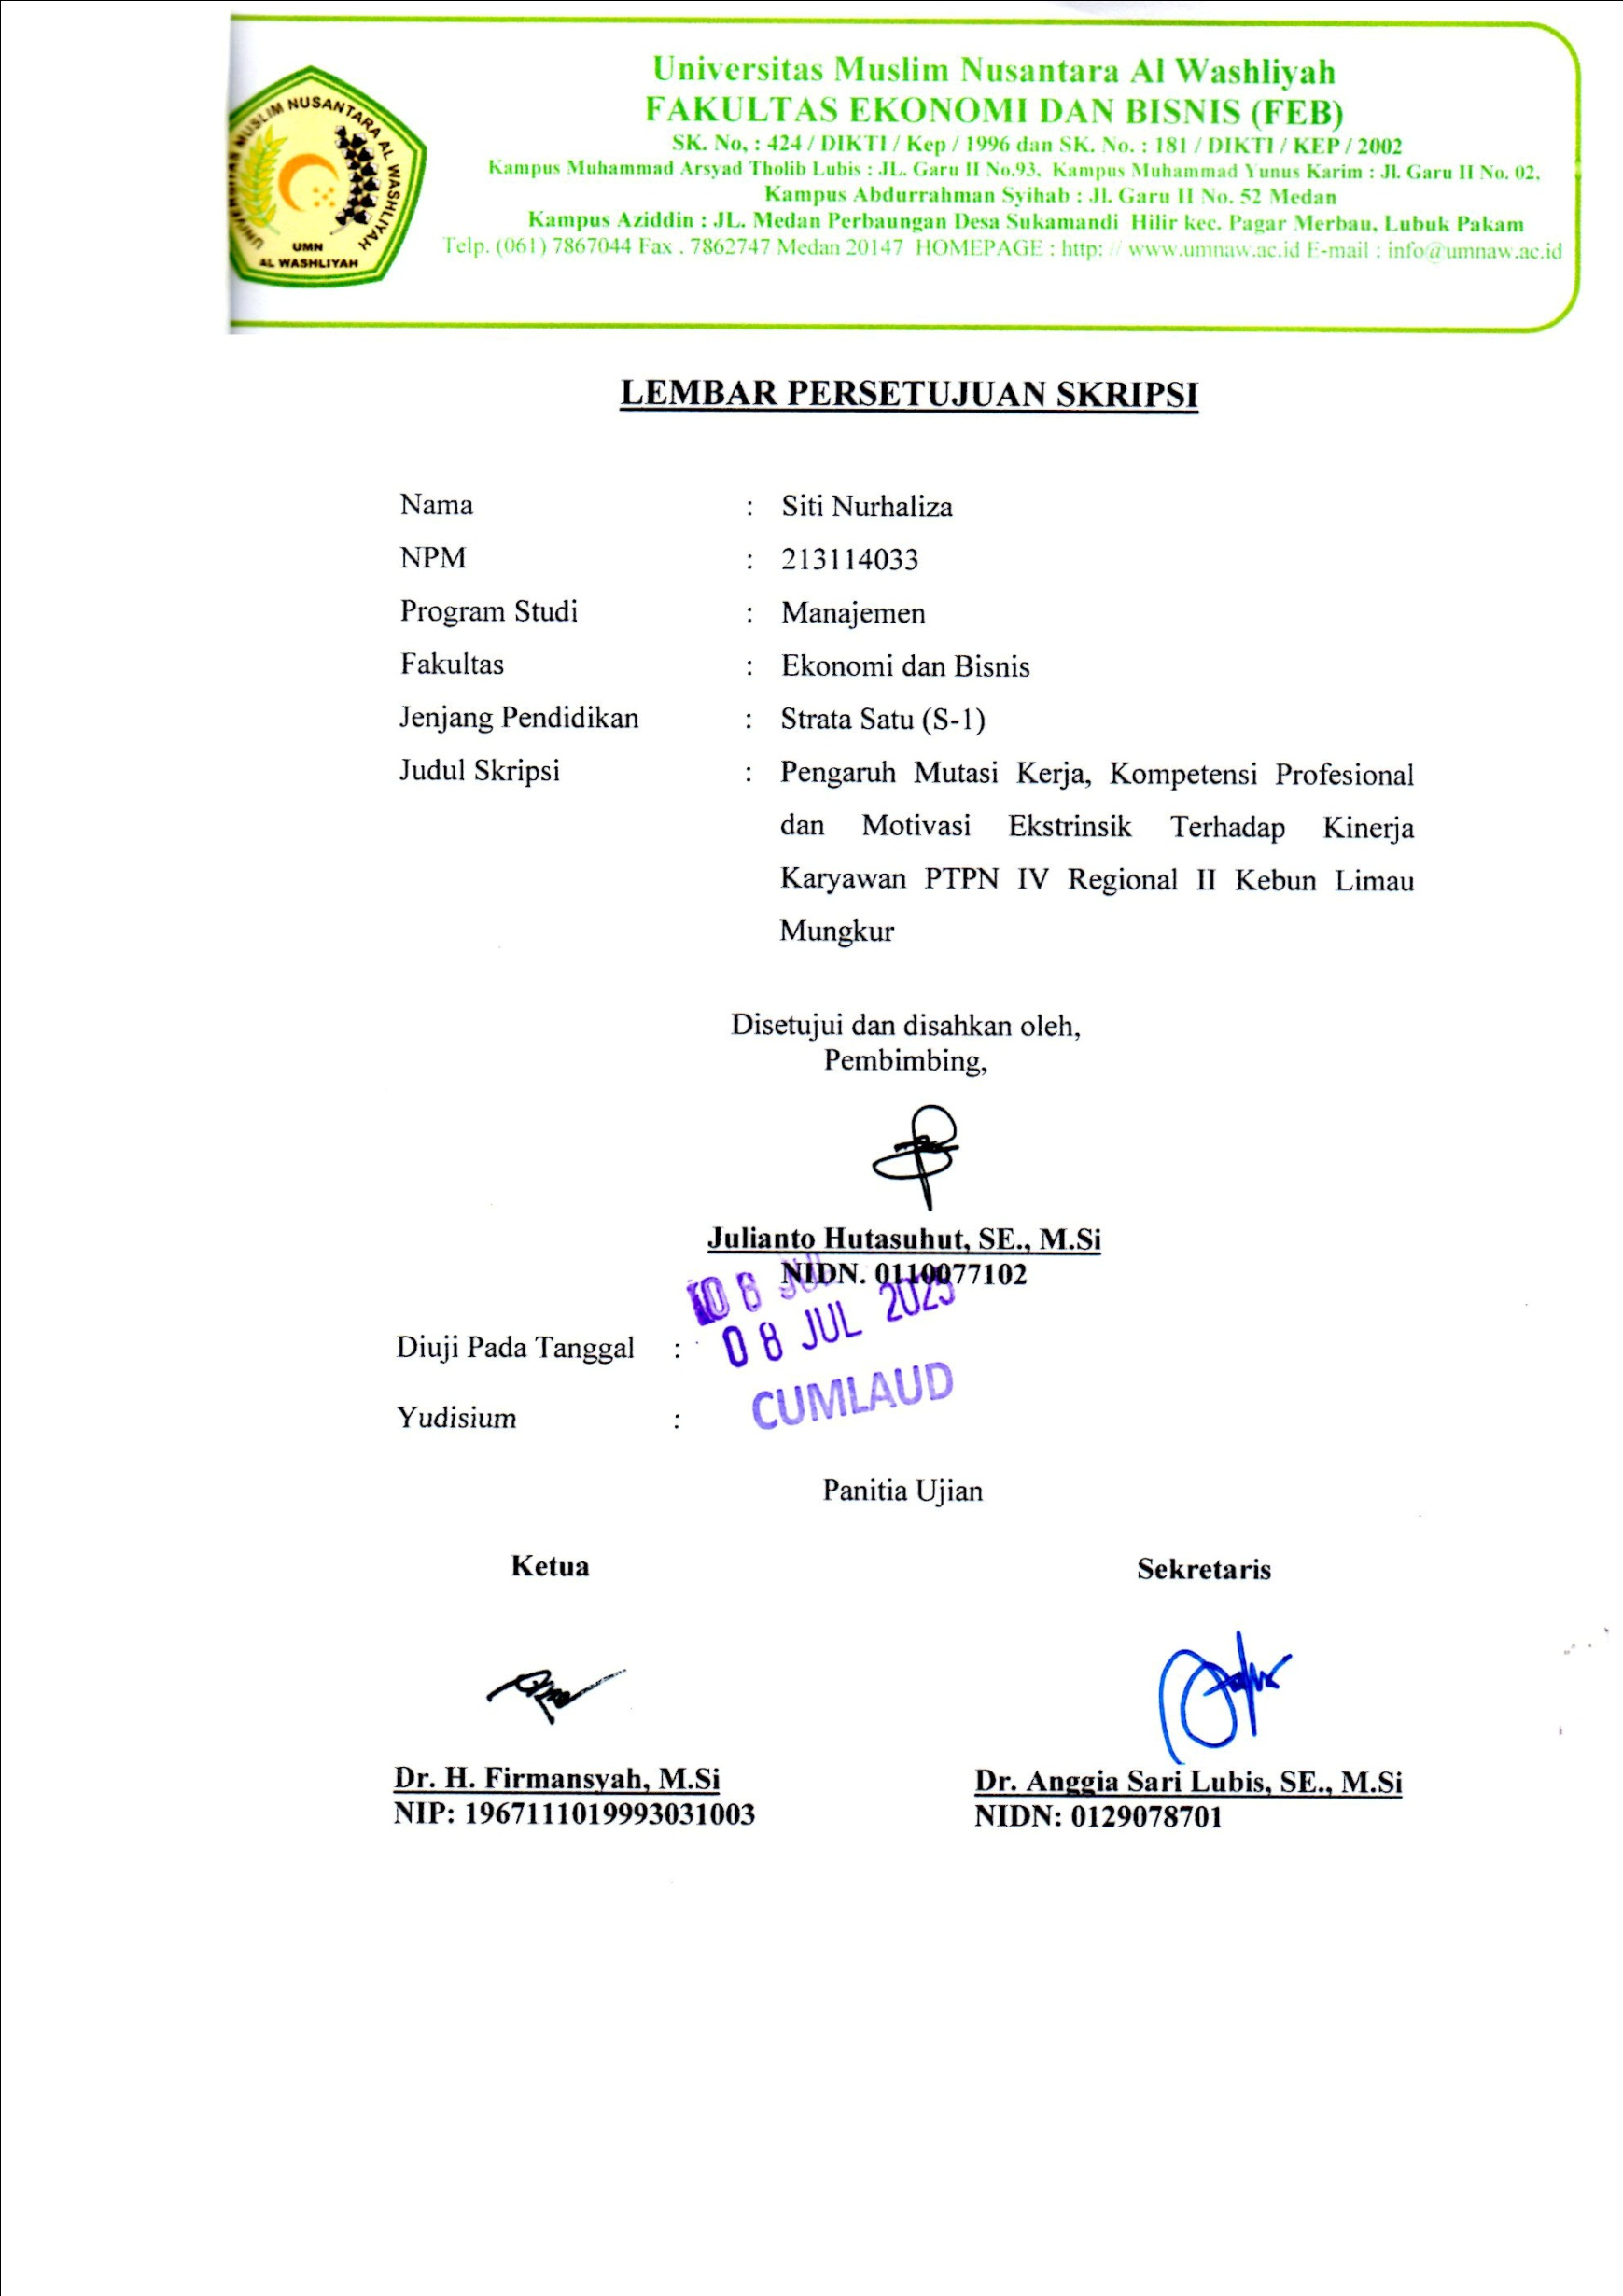 UNIVERSITAS MUSLIM NUSANTARA AL WASHLIYAH
UMN
AL WASHLIYAH
Universitas Muslim Nusantara Al Washliyah
FAKULTAS EKONOMI DAN BISNIS (FEB)
SK. No, : 424 / DIKTI / Kep / 1996 dan SK. No. : 181 / DIKTI / KEP / 2002
Kampus Muhammad Arsyad Tholib Lubis : JL. Garu II No.93, Kampus Muhammad Yunus Karim : Jl. Garu II No. 02,
Kampus Abdurrahman Syihab : Jl. Garu II No. 52 Medan
Kampus Aziddin : JL. Medan Perbaungan Desa Sukamandi Hilir kec. Pagar Merbau, Lubuk Pakam
Telp. (061) 7867044 Fax . 7862747 Medan 20147 HOMEPAGE : http: // www.umnaw.ac.id E-mail : info@umnaw.ac.id
LEMBAR PERSETUJUAN SKRIPSI
Nama : Siti Nurhaliza
NPM : 213114033
Program Studi : Manajemen
Fakultas : Ekonomi dan Bisnis
Jenjang Pendidikan : Strata Satu (S-1)
Judul Skripsi : Pengaruh Mutasi Kerja, Kompetensi Profesional
dan Motivasi Ekstrinsik Terhadap Kinerja
Karyawan PTPN IV Regional II Kebun Limau
Mungkur
Disetujui dan disahkan oleh,
Pembimbing,
Julianto Hutasuhut, SE., M.Si
NIDN. 0110077102
Diuji Pada Tanggal : 08 JUL 2025
Yudisium : CUMLAUD
Panitia Ujian
Ketua Sekretaris
Dr. H. Firmansyah, M.Si Dr. Anggia Sari Lubis, SE., M.Si
NIP: 1967111019993031003 NIDN: 0129078701